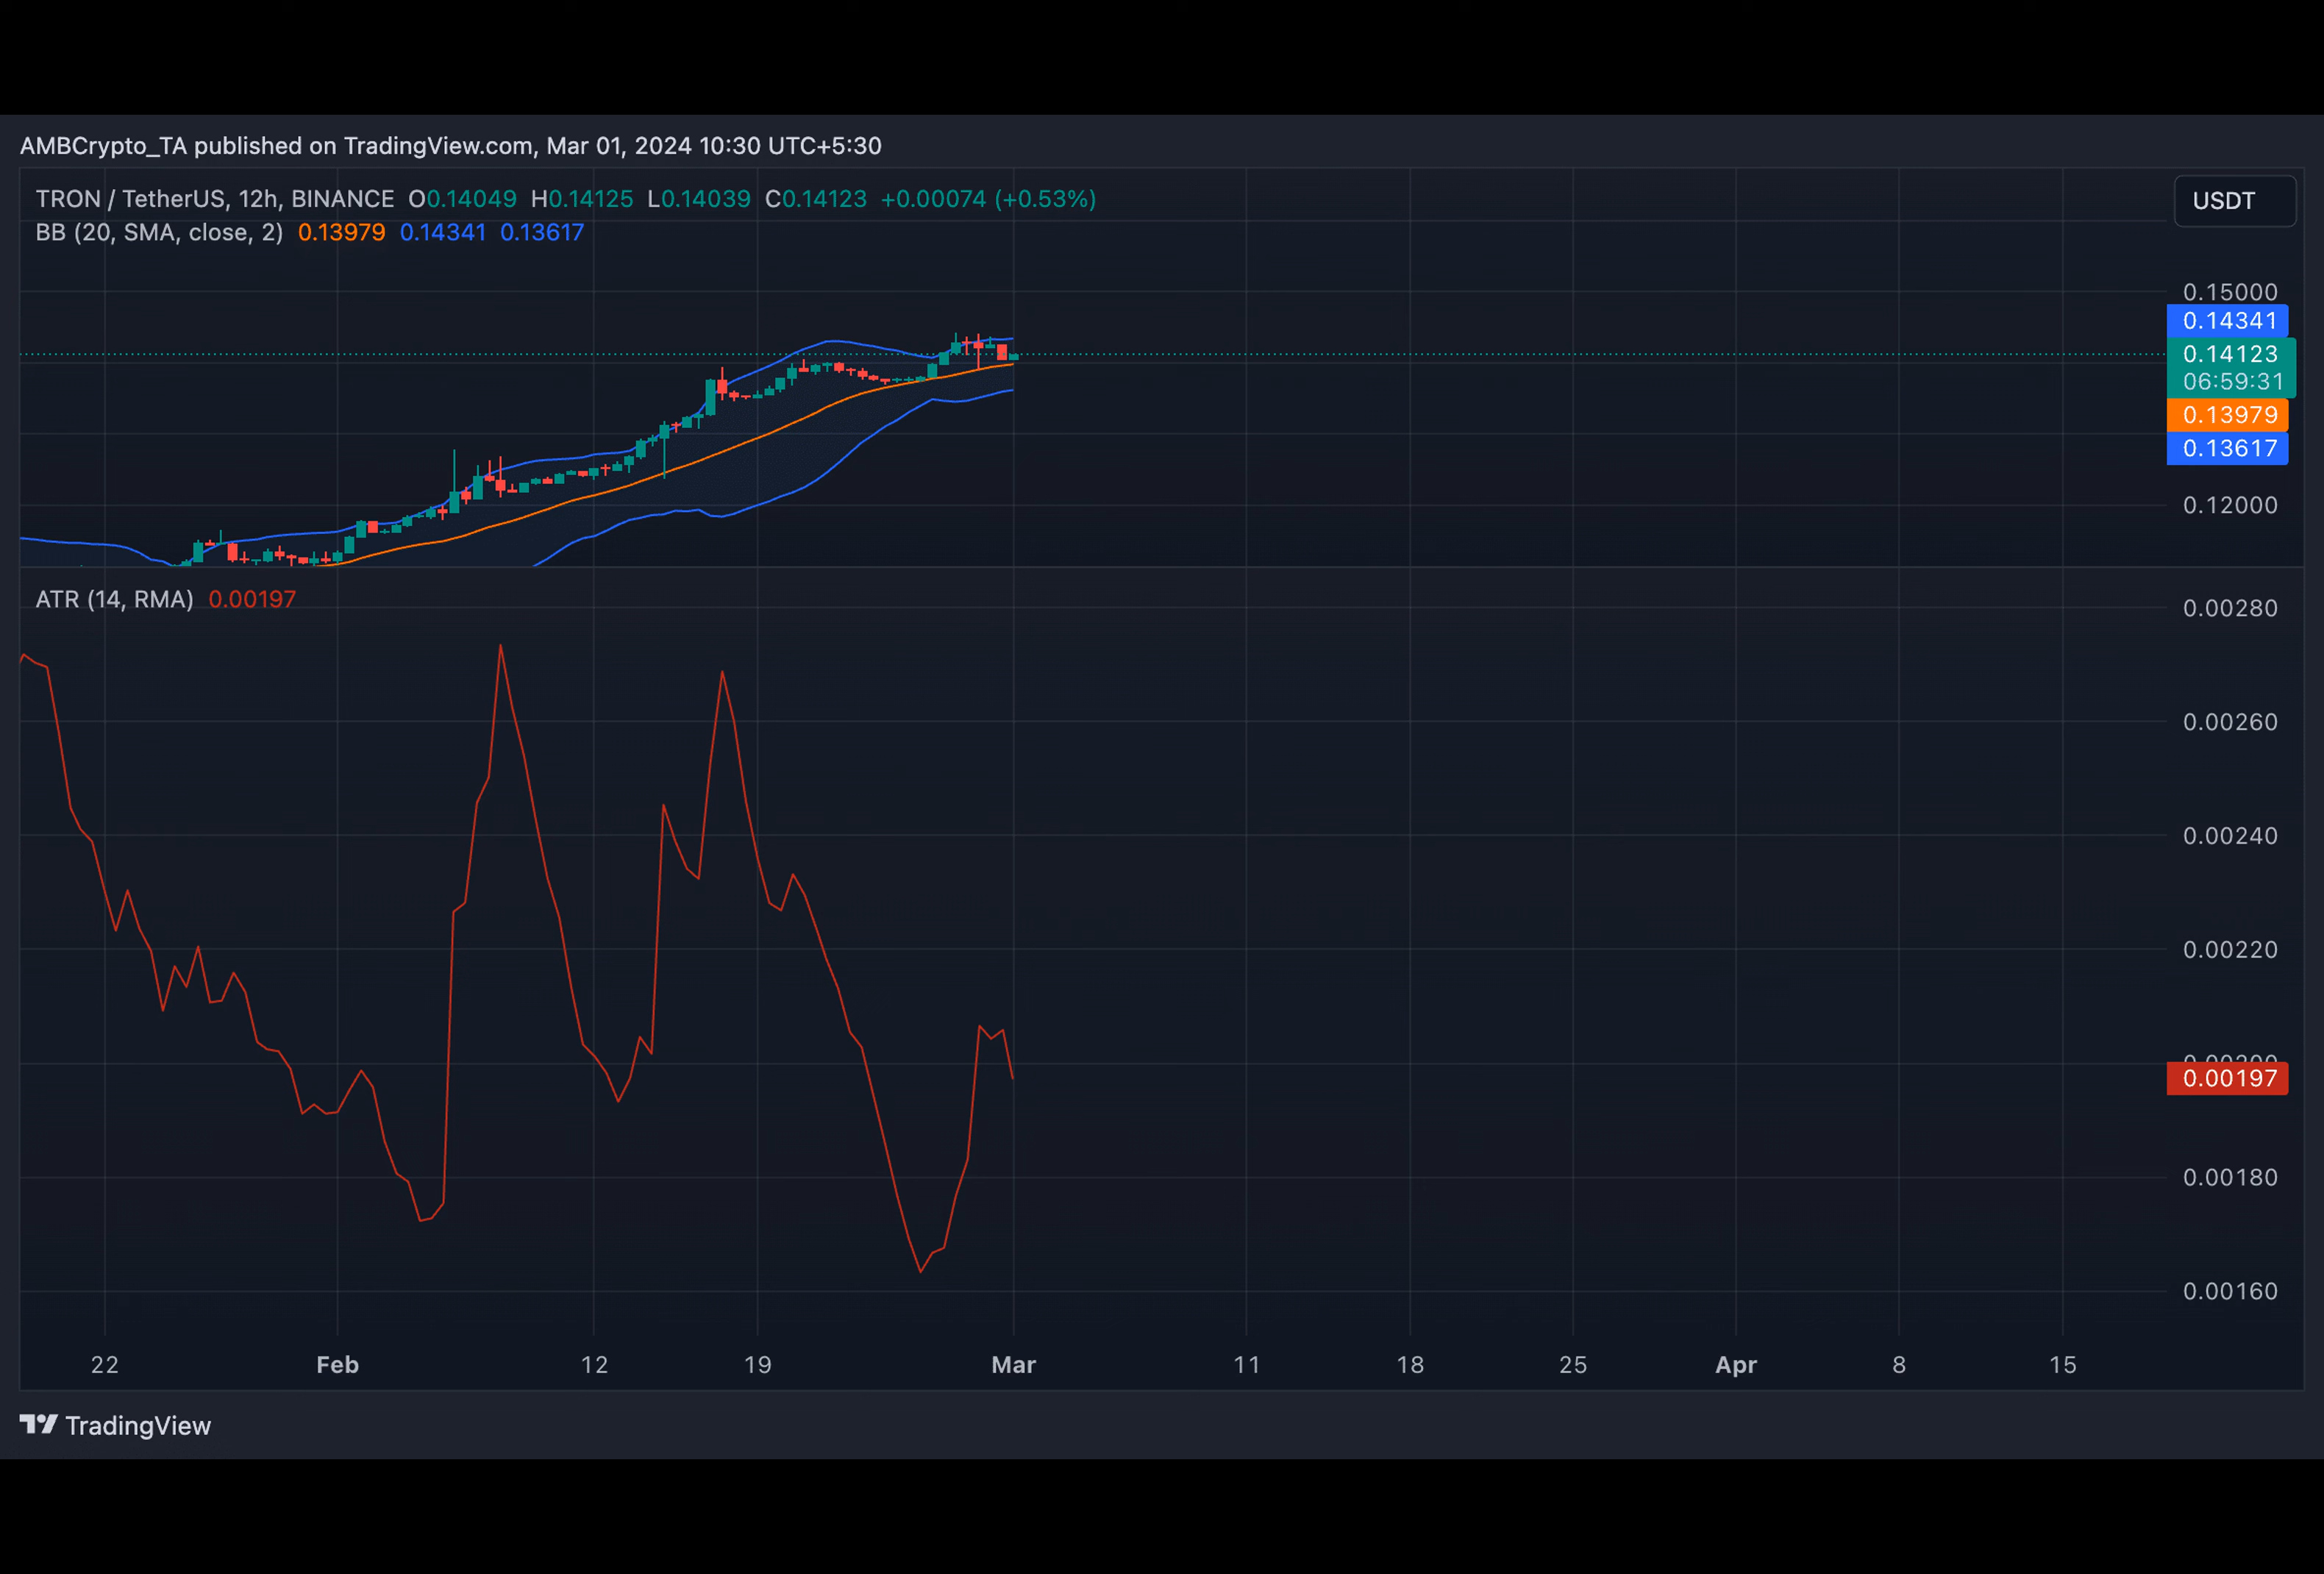 AMBCrypto_TA published on TradingView.com, Mar 01, 2024 10:30 UTC+5:30
TRON / TetherUS, 12h, BINANCE O0.14049 H0.14125 L0.14039 C0.14123 +0.00074 (+0.53%)
BB (20, SMA, close, 2) 0.13979 0.14341 0.13617
USDT
0.15000
0.14341
0.14123
06:59:31
0.13979
0.13617
0.12000
ATR (14, RMA) 0.00197
0.00280
0.00260
0.00240
0.00220
0.00200
0.00197
0.00180
0.00160
22 Feb 12 19 Mar 11 18 25 Apr 8 15
TradingView